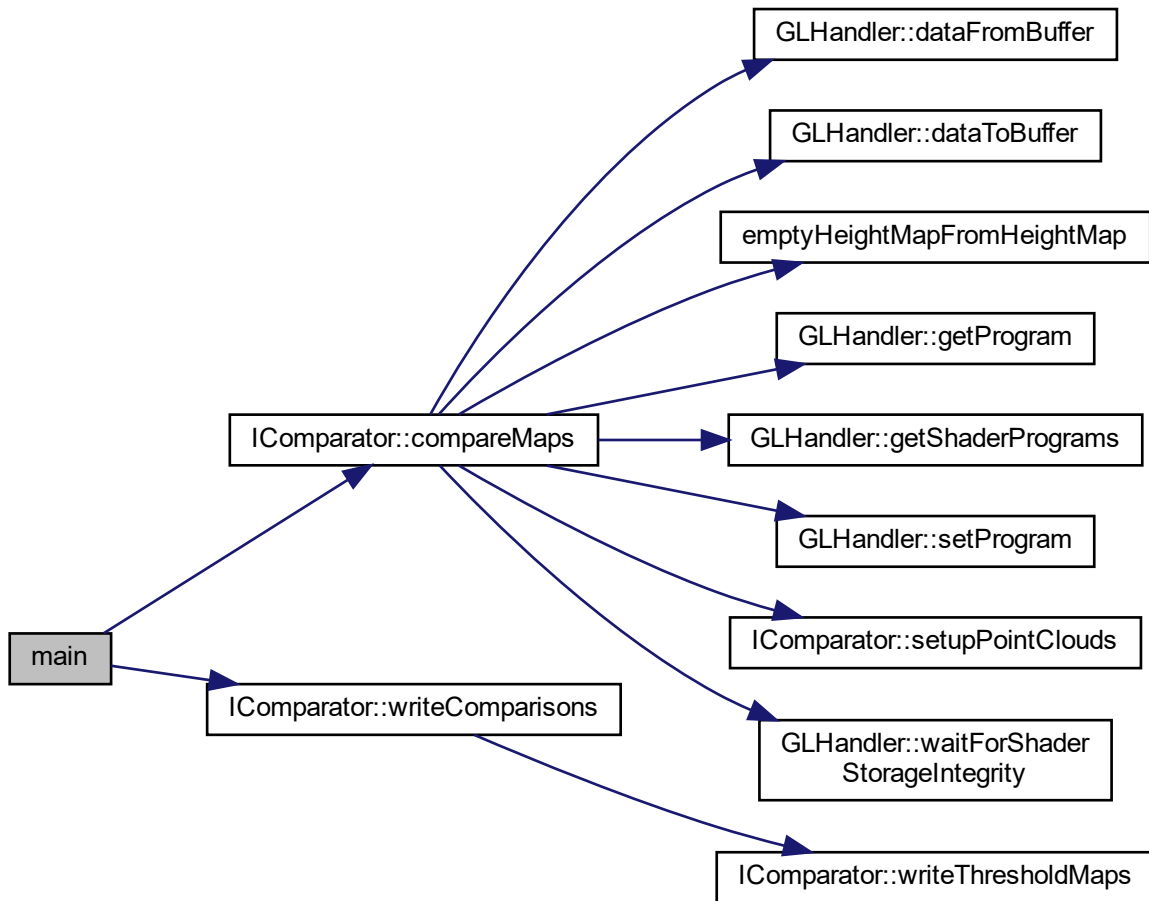 GLHandler::dataFromBuffer
GLHandler::dataToBuffer
emptyHeightMapFromHeightMap
GLHandler::getProgram
IComparator::compareMaps
GLHandler::getShaderPrograms
GLHandler::setProgram
IComparator::setupPointClouds
main
IComparator::writeComparisons
GLHandler::waitForShader
StorageIntegrity
IComparator::writeThresholdMaps